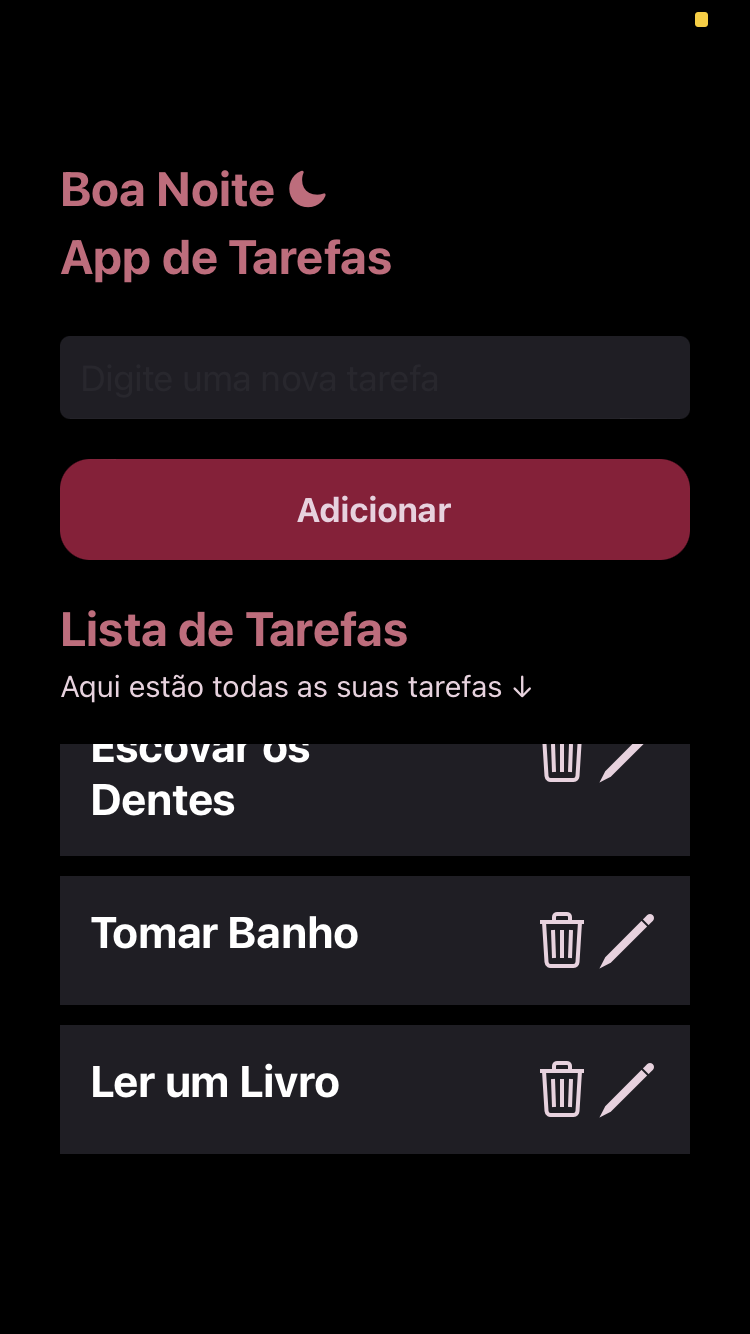 Boa Noite
App de Tarefas
Digite uma nova tarefa
Adicionar
Lista de Tarefas
Aqui estão todas as suas tarefas ↓
Escovar os
Dentes
Tomar Banho
Ler um Livro